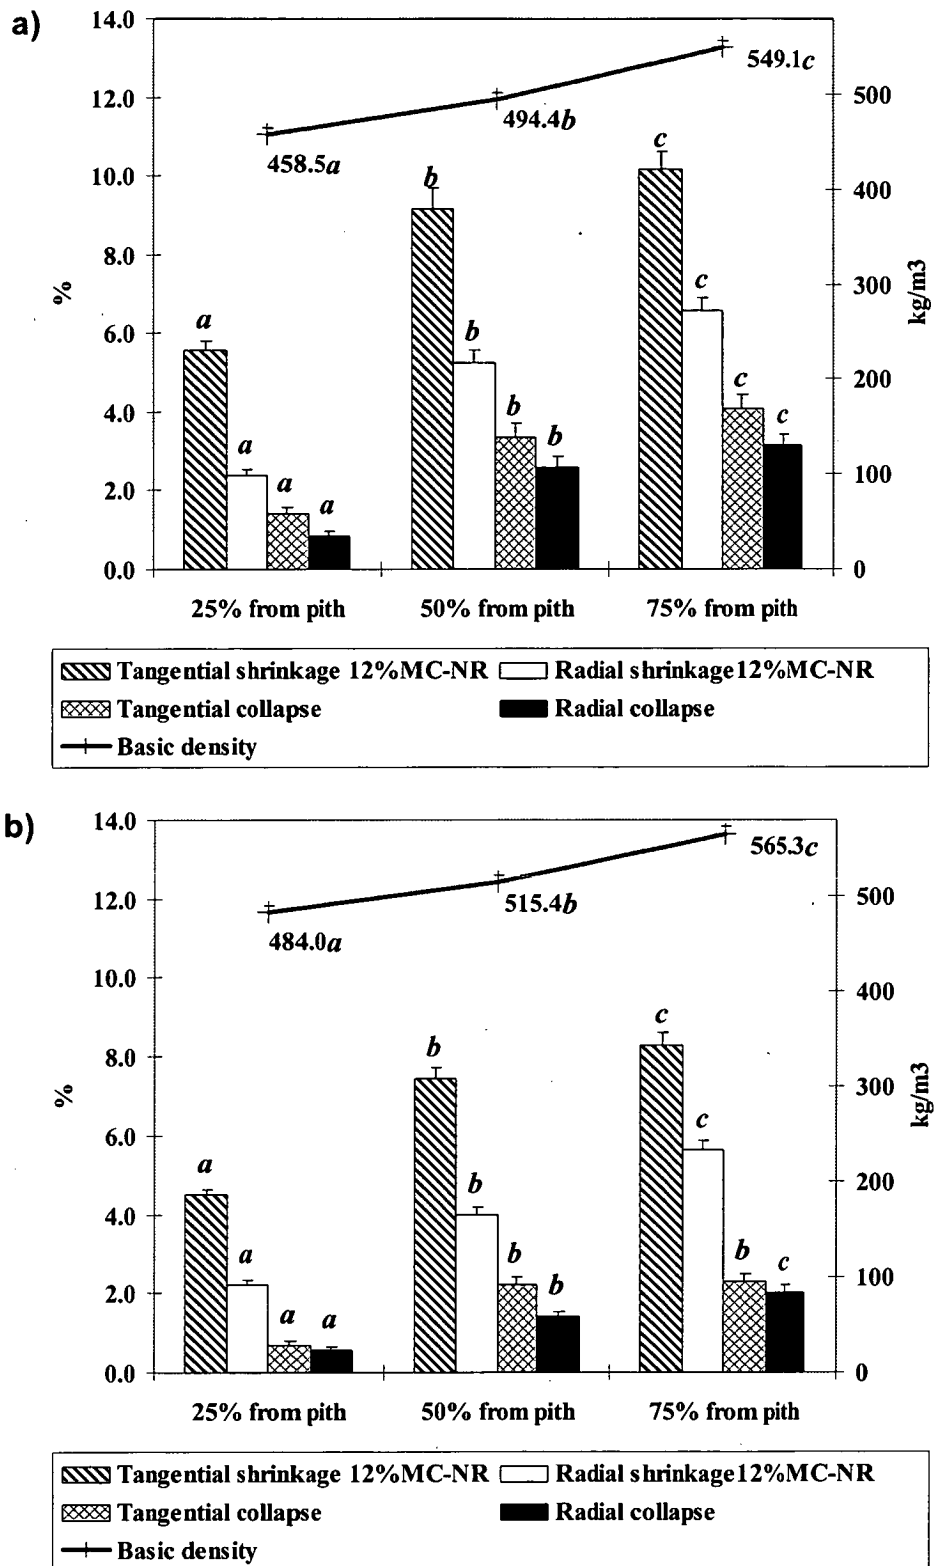 a)
14.0
12.0
10.0
8.0
6.0
4.0
2.0
0.0
%
500
400
300
200
100
0
kg/m3
458.5a
494.4b
549.1c
a
a
a
a
b
b
b
b
c
c
c
c
25% from pith
50% from pith
75% from pith
Tangential shrinkage 12%MC-NR
Radial shrinkage12%MC-NR
Tangential collapse
Radial collapse
Basic density
b)
14.0
12.0
10.0
8.0
6.0
4.0
2.0
0.0
%
500
400
300
200
100
0
kg/m3
484.0a
515.4b
565.3c
a
a
a
a
b
b
b
b
c
c
b
c
25% from pith
50% from pith
75% from pith
Tangential shrinkage 12%MC-NR
Radial shrinkage12%MC-NR
Tangential collapse
Radial collapse
Basic density